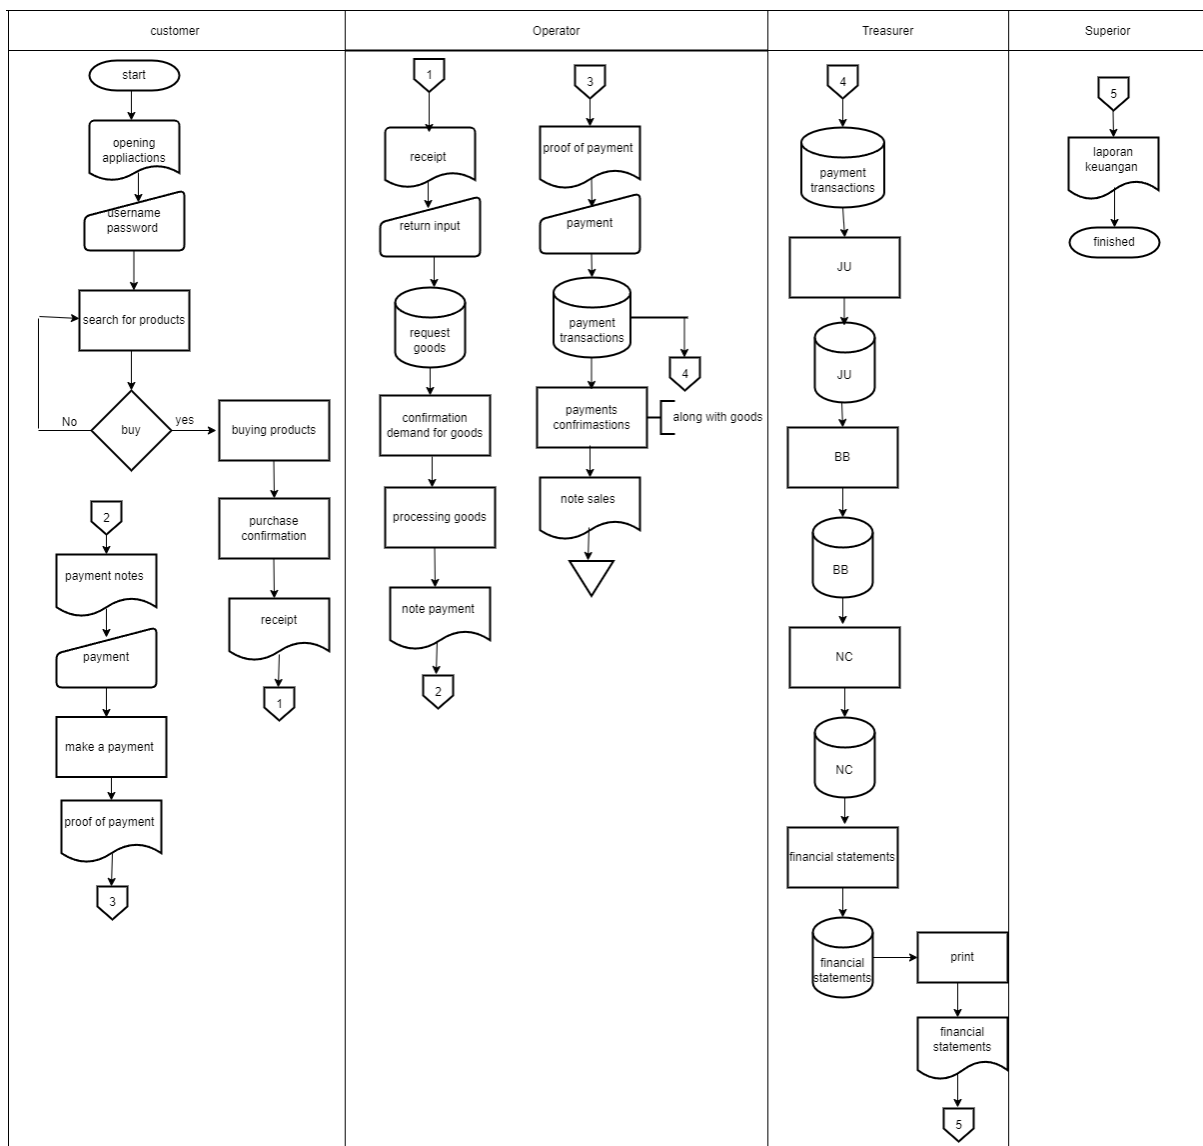 customer
Operator
Treasurer
Superior
start
opening
appliactions
username
password
search for products
buy
No
yes
buying products
purchase
confirmation
receipt
1
2
payment notes
payment
make a payment
proof of payment
3
1
receipt
return input
request
goods
confirmation
demand for goods
processing goods
note payment
2
3
proof of payment
payment
payment
transactions
4
payments
confrimastions
along with goods
note sales
4
payment
transactions
JU
JU
BB
BB
NC
NC
financial statements
financial
statements
print
financial
statements
5
5
laporan
keuangan
finished